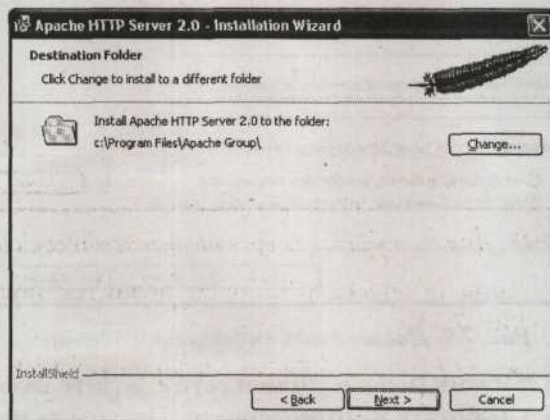 Apache HTTP Server 2.0 - Installation Wizard
Destination Folder
Click Change to install to a different folder
Install Apache HTTP Server 2.0 to the folder:
c:\Program Files\Apache Group\
Change...
InstallShield
< Back
Next >
Cancel